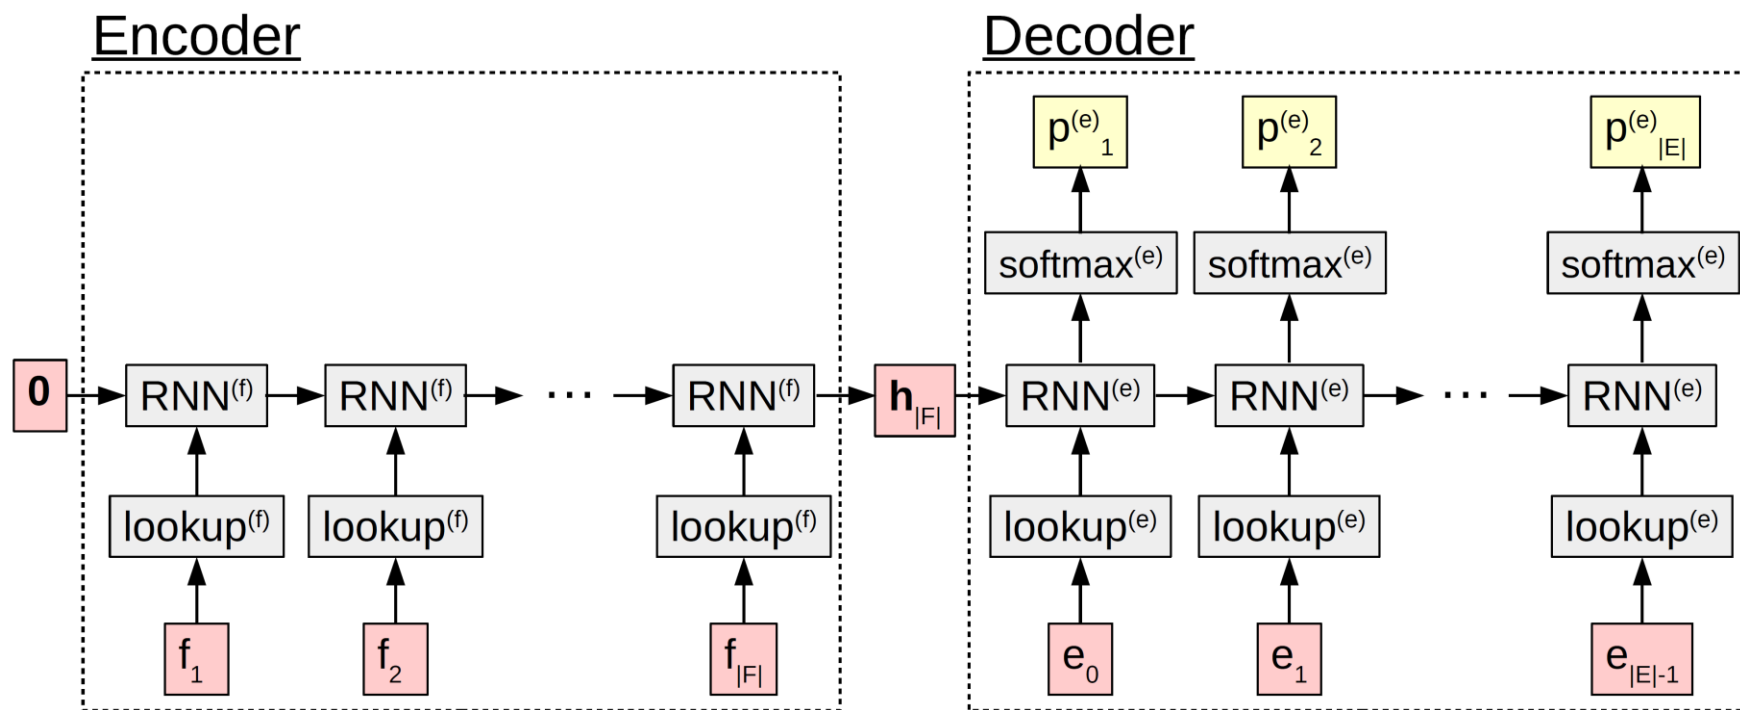 Encoder Decoder
p(e)1 p(e)2 p(e)|E|
softmax(e) softmax(e) softmax(e)
0 RNN(f) RNN(f) ... RNN(f) h|F| RNN(e) RNN(e) ... RNN(e)
lookup(f) lookup(f) lookup(f) lookup(e) lookup(e) lookup(e)
f1 f2 f|F| e0 e1 e|E|-1